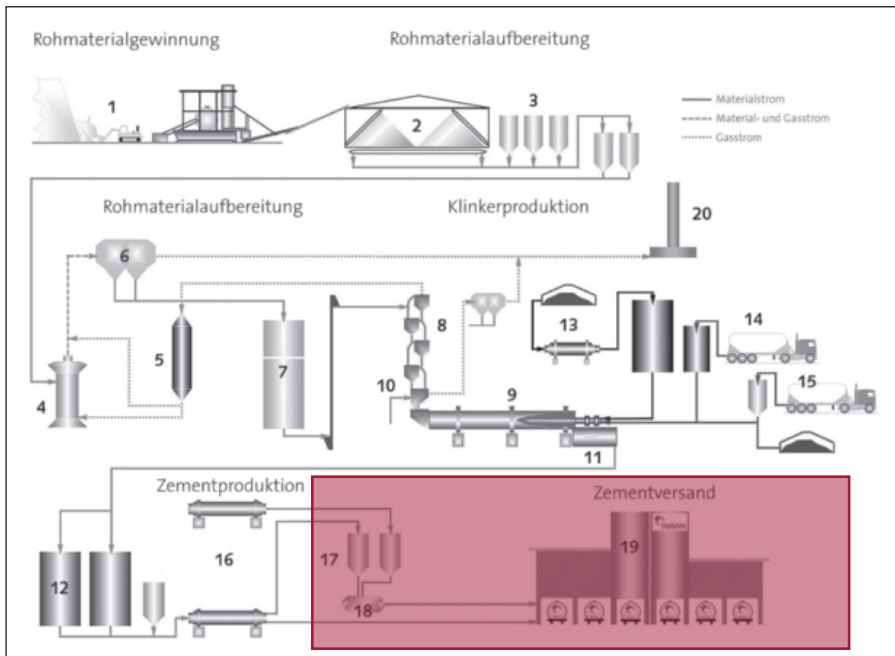 Rohmaterialgewinnung
Rohmaterialaufbereitung
1
2
3
Materialstrom
Material- und Gasstrom
Gasstrom
Rohmaterialaufbereitung
Klinkerproduktion
20
6
8
13
14
5
7
10
9
15
4
11
Zementproduktion
Zementversand
12
16
17
18
19
Holcim